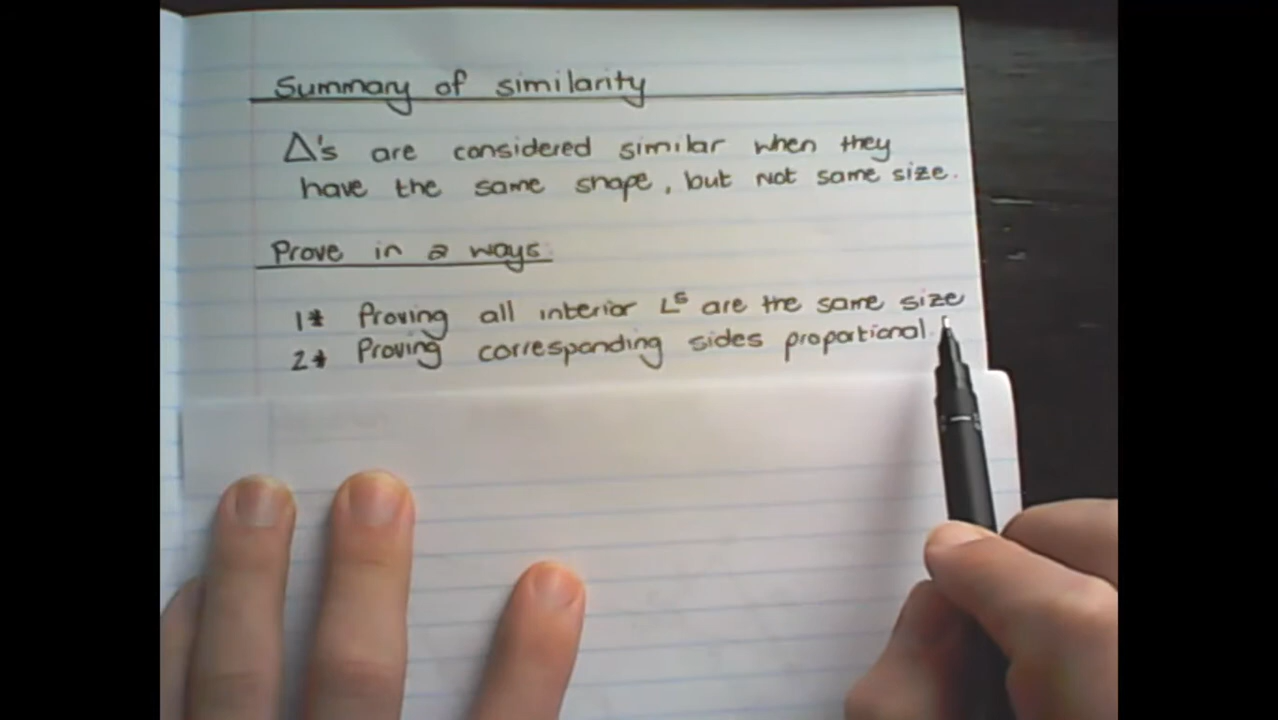 Summary of similarity
Δ's are considered similar when they
have the same shape, but not same size.
Prove in 2 ways.
1* Proving all interior ∠s are the same size
2* Proving corresponding sides proportional.